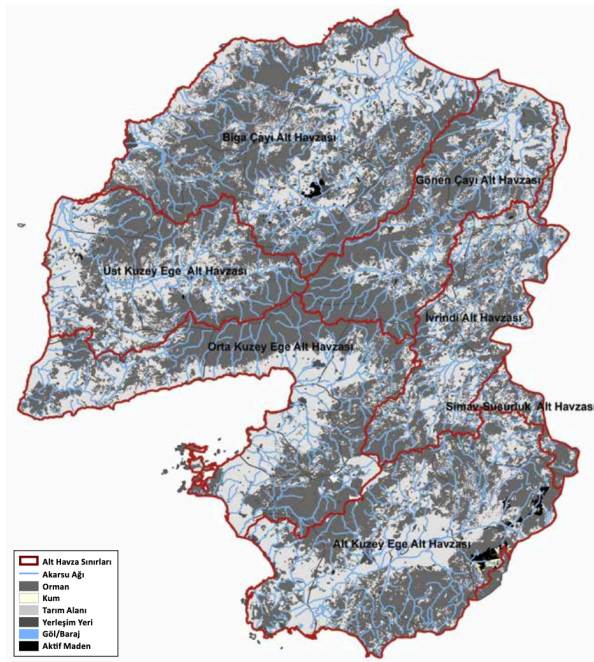 Biga Çayı Alt Havzası
Gönen Çayı Alt Havzası
Üst Kuzey Ege Alt Havzası
İvrindi Alt Havzası
Orta Kuzey Ege Alt Havzası
Simav-Susurluk Alt Havzası
Alt Kuzey Ege Alt Havzası
Alt Havza Sınırları
Akarsu Ağı
Orman
Kum
Tarım Alanı
Yerleşim Yeri
Göl/Baraj
Aktif Maden